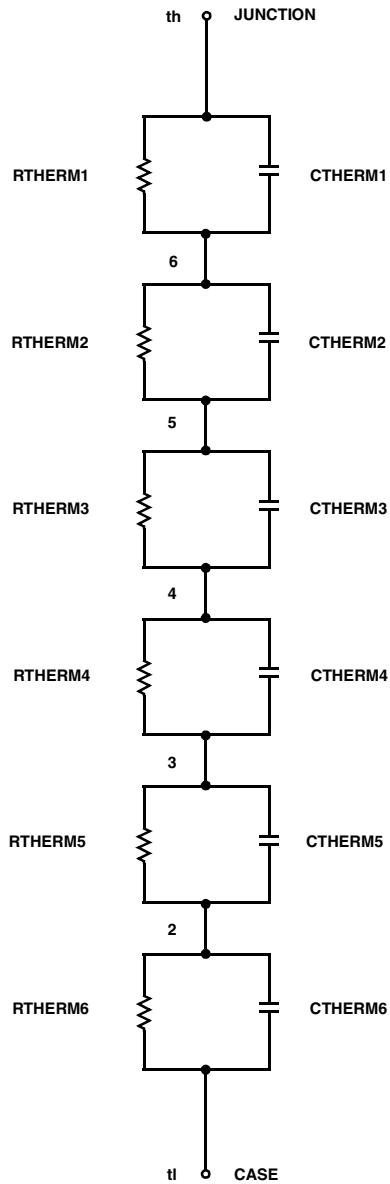 th JUNCTION
RTHERM1 CTHERM1
6
RTHERM2 CTHERM2
5
RTHERM3 CTHERM3
4
RTHERM4 CTHERM4
3
RTHERM5 CTHERM5
2
RTHERM6 CTHERM6
tl CASE